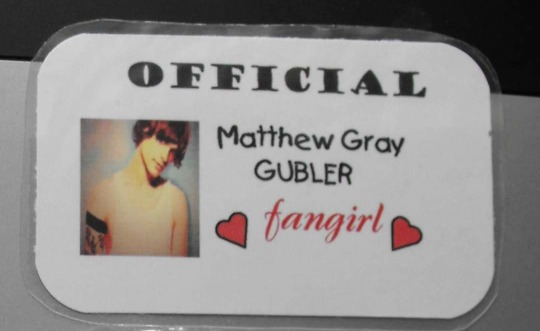 OFFICIAL
Matthew Gray
GUBLER
fangirl